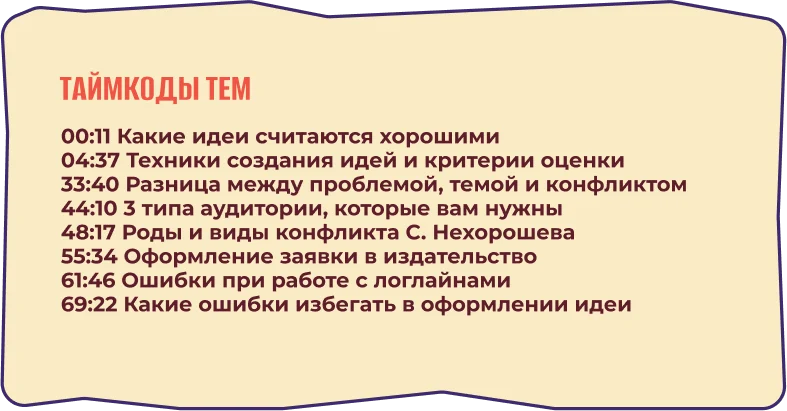 ТАЙМКОДЫ ТЕМ
00:11 Какие идеи считаются хорошими
04:37 Техники создания идей и критерии оценки
33:40 Разница между проблемой, темой и конфликтом
44:10 3 типа аудитории, которые вам нужны
48:17 Роды и виды конфликта С. Нехорошева
55:34 Оформление заявки в издательство
61:46 Ошибки при работе с логлайнами
69:22 Какие ошибки избегать в оформлении идеи